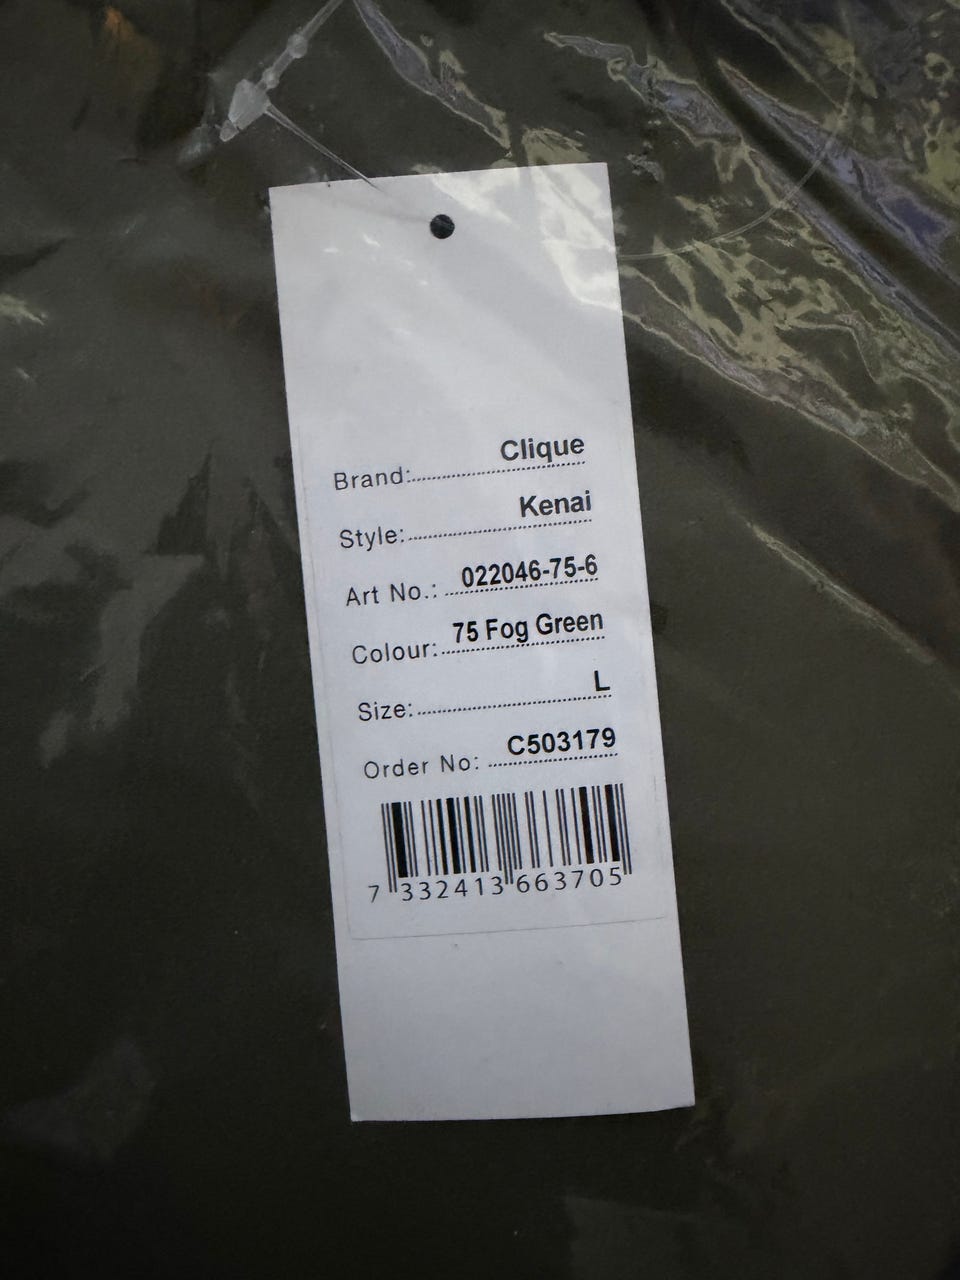 Brand: Clique
Style: Kenai
Art No.: 022046-75-6
Colour: 75 Fog Green
Size: L
Order No: C503179
7 332413 663705